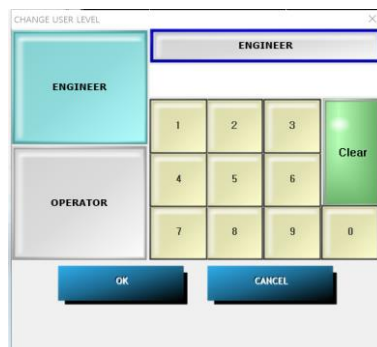 CHANGE USER LEVEL
ENGINEER
ENGINEER
1 2 3
Clear
4 5 6
OPERATOR
7 8 9 0
OK CANCEL